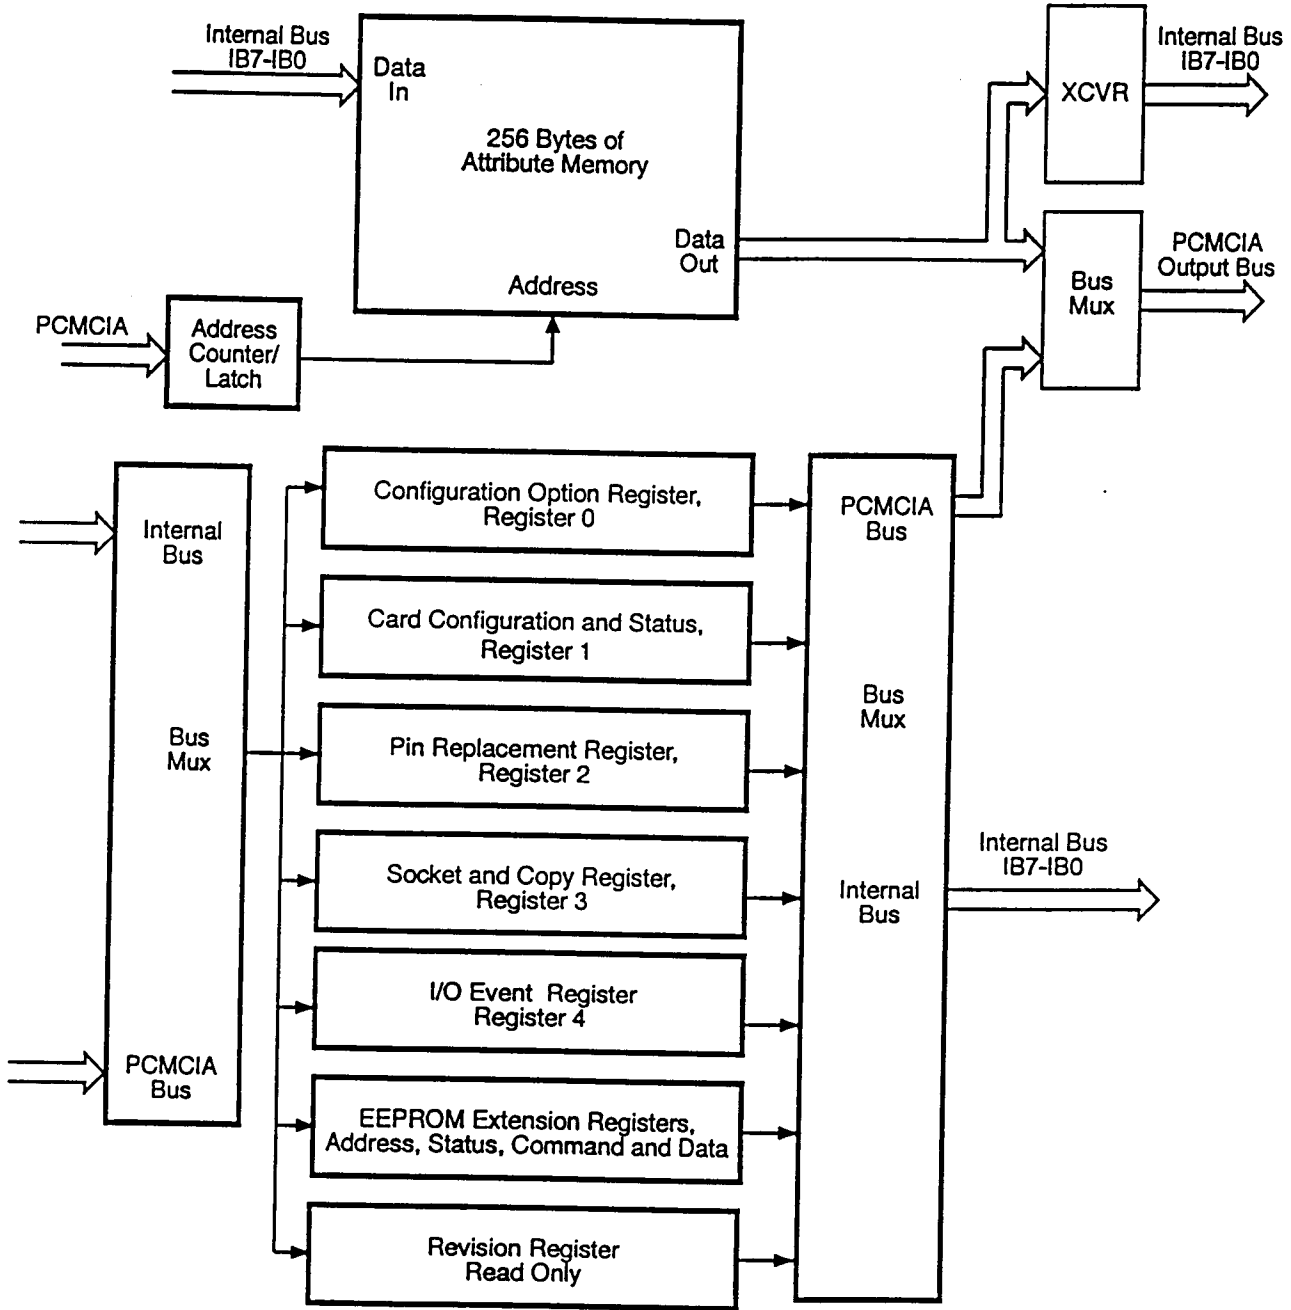 Internal Bus
IB7-IB0
Data
In
256 Bytes of
Attribute Memory
Data
Out
Address
XCVR
Internal Bus
IB7-IB0
Bus
Mux
PCMCIA
Output Bus
PCMCIA
Address
Counter/
Latch
Internal
Bus
Bus
Mux
PCMCIA
Bus
Configuration Option Register,
Register 0
Card Configuration and Status,
Register 1
Pin Replacement Register,
Register 2
Socket and Copy Register,
Register 3
I/O Event Register
Register 4
EEPROM Extension Registers,
Address, Status, Command and Data
Revision Register
Read Only
PCMCIA
Bus
Bus
Mux
Internal
Bus
Internal Bus
IB7-IB0